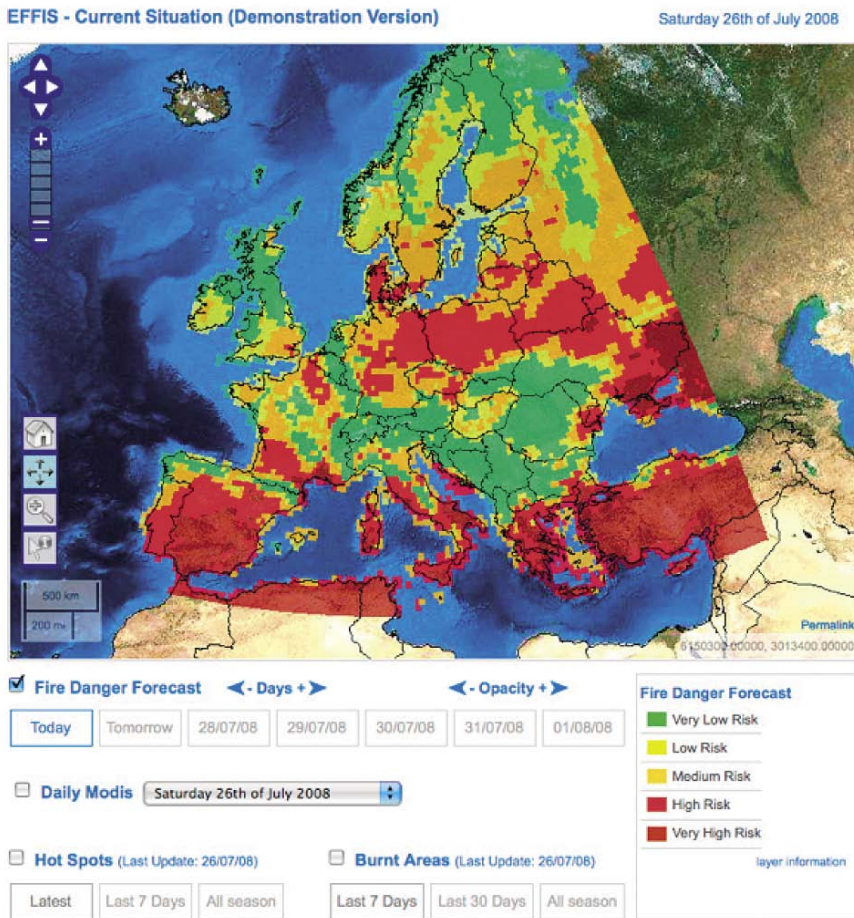 EFFIS - Current Situation (Demonstration Version)
Saturday 26th of July 2008
500 km
200 mi
Permalink
6150300.00000, 3013400.00000
Fire Danger Forecast
- Days +
- Opacity +
Today
Tomorrow
28/07/08
29/07/08
30/07/08
31/07/08
01/08/08
Daily Modis
Saturday 26th of July 2008
Hot Spots (Last Update: 26/07/08)
Latest
Last 7 Days
All season
Burnt Areas (Last Update: 26/07/08)
Last 7 Days
Last 30 Days
All season
Fire Danger Forecast
Very Low Risk
Low Risk
Medium Risk
High Risk
Very High Risk
layer information